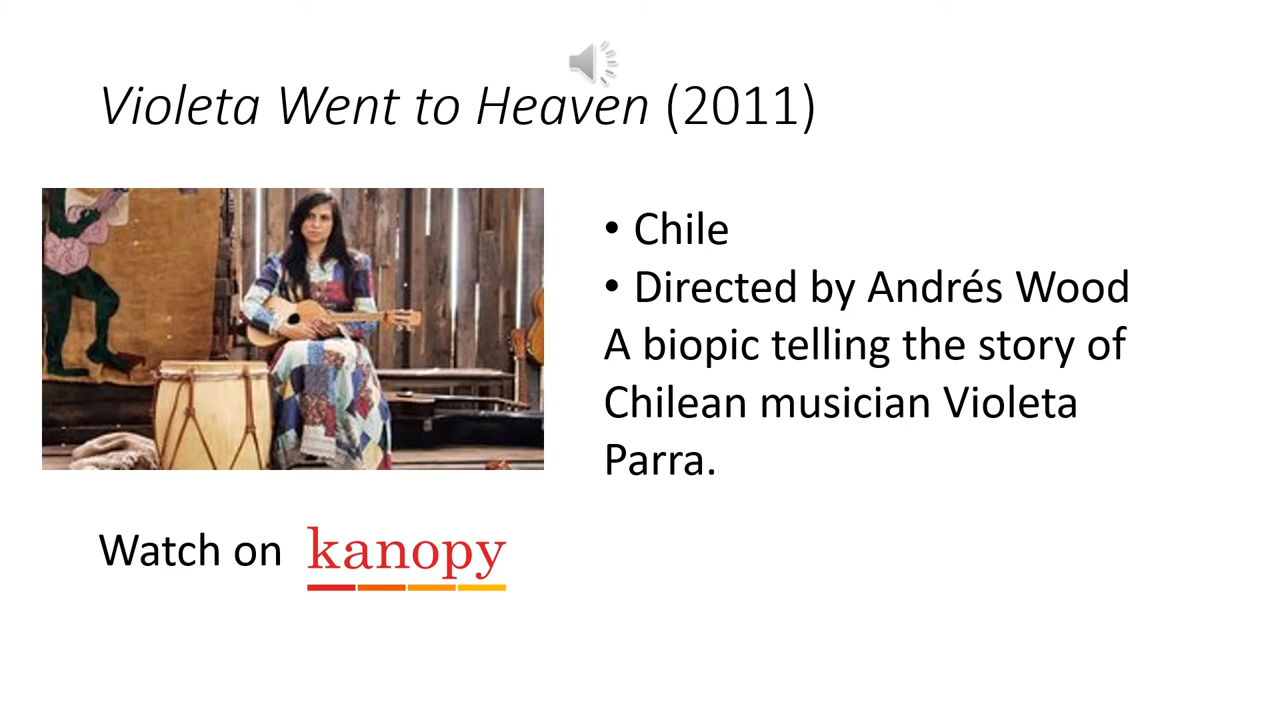 Violeta Went to Heaven (2011)
• Chile
• Directed by Andrés Wood
A biopic telling the story of
Chilean musician Violeta
Parra.
Watch on kanopy